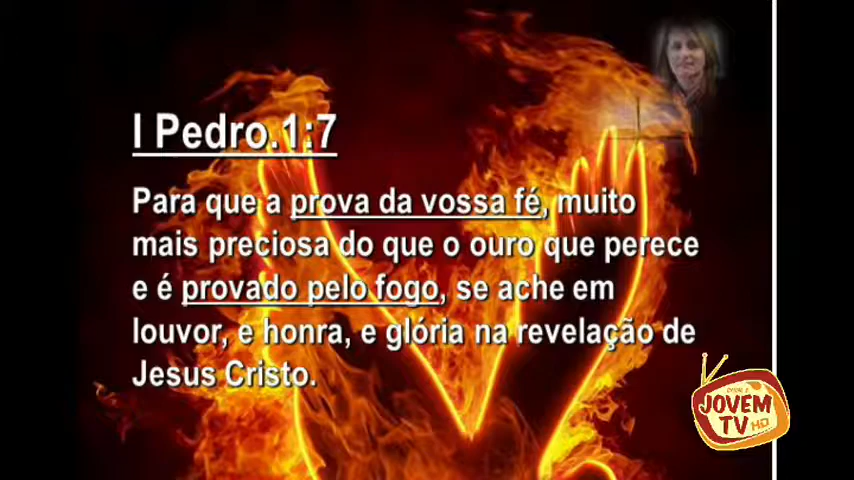 I Pedro.1:7
Para que a prova da vossa fé, muito
mais preciosa do que o ouro que perece
e é provado pelo fogo, se ache em
louvor, e honra, e glória na revelação de
Jesus Cristo.
JOVEM
TV HD